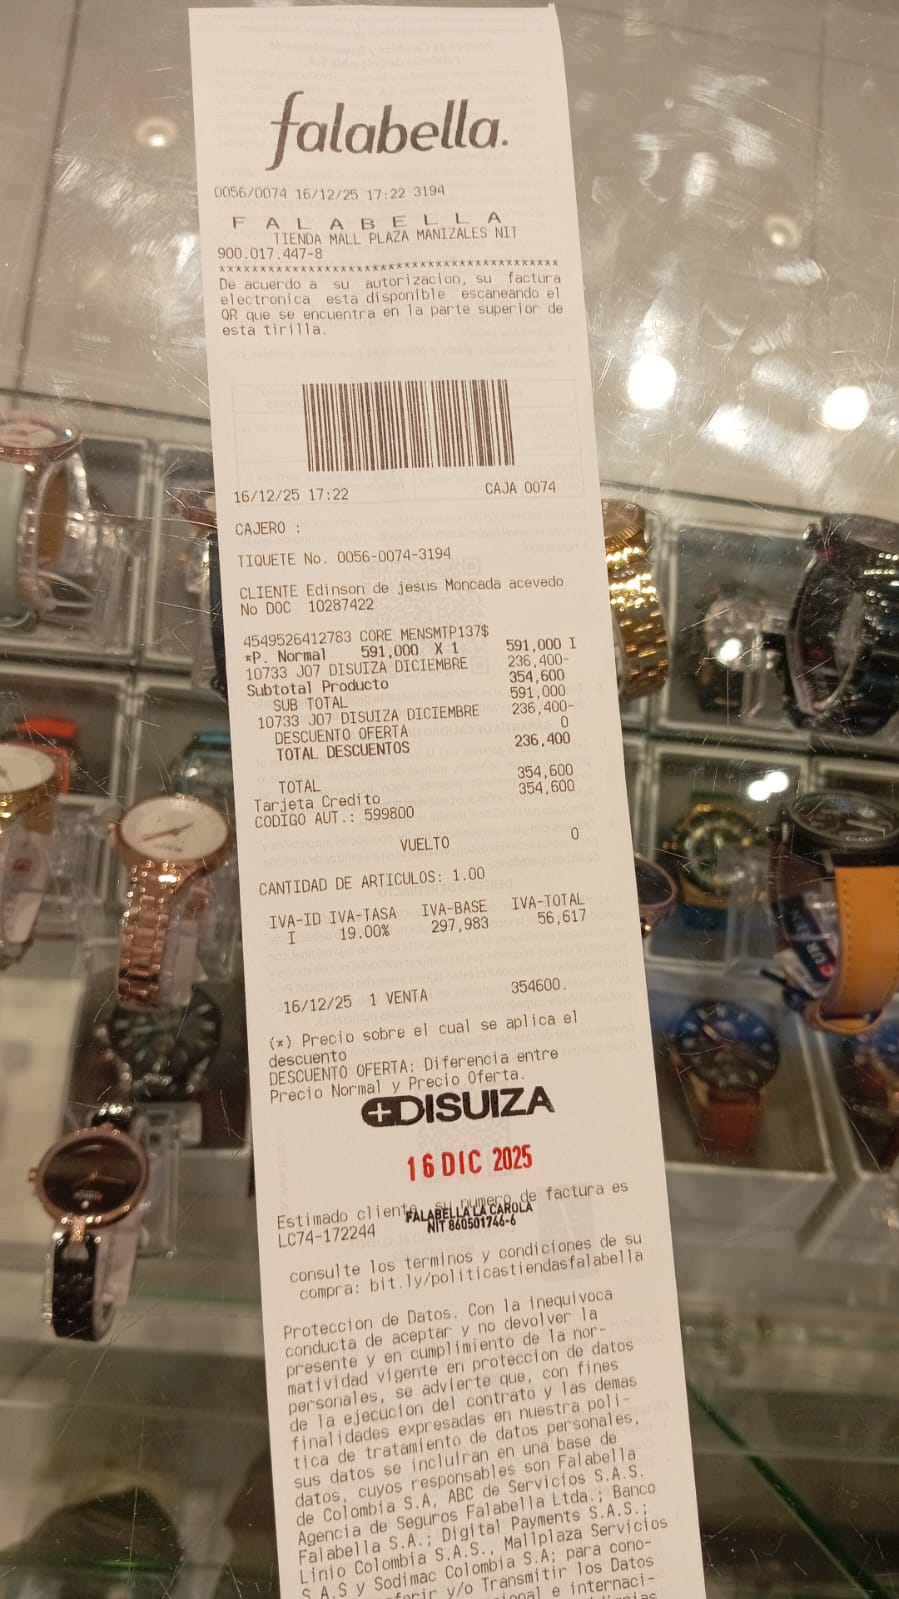 falabella.
0056/0074 16/12/25 17:22 3194
F A L A B E L L A
TIENDA MALL PLAZA MANIZALES NIT
900.017.447-8
******************************************
De acuerdo a su autorizacion, su factura
electronica esta disponible escaneando el
QR que se encuentra en la parte superior de
esta tirilla.
16/12/25 17:22 CAJA 0074
CAJERO :
TIQUETE No. 0056-0074-3194
CLIENTE Edinson de jesus Moncada acevedo
No DOC 10287422
4549526412783 CORE MENSMTP137$
*P. Normal 591,000 X 1 591,000 I
10733 J07 DISUIZA DICIEMBRE 236,400-
Subtotal Producto 354,600
SUB TOTAL 591,000
10733 J07 DISUIZA DICIEMBRE 236,400-
DESCUENTO OFERTA 0
TOTAL DESCUENTOS 236,400
TOTAL 354,600
Tarjeta Credito 354,600
CODIGO AUT.: 599800
VUELTO 0
CANTIDAD DE ARTICULOS: 1.00
IVA-ID IVA-TASA IVA-BASE IVA-TOTAL
I 19.00% 297,983 56,617
16/12/25 1 VENTA 354600.
(*) Precio sobre el cual se aplica el
descuento
DESCUENTO OFERTA: Diferencia entre
Precio Normal y Precio Oferta.
DISUIZA
16 DIC 2025
Estimado cliente, su numero de factura es
FALABELLA LA CAROLA
LC74-172244
NIT 860501746-6
consulte los terminos y condiciones de su
compra: bit.ly/politicastiendasfalabella
Proteccion de Datos. Con la inequivoca
conducta de aceptar y no devolver la
presente y en cumplimiento de la nor-
matividad vigente en proteccion de datos
personales, se advierte que, con fines
de la ejecucion del contrato y las demas
finalidades expresadas en nuestra poli-
tica de tratamiento de datos personales,
sus datos se incluiran en una base de
datos, cuyos responsables son Falabella
de Colombia S.A, ABC de Servicios S.A.S.
Agencia de Seguros Falabella Ltda.; Banco
Falabella S.A.; Digital Payments S.A.S.;
Linio Colombia S.A.S., Mallplaza Servicios
S.A.S y Sodimac Colombia S.A; para cono-
y/o Transmitir los Datos
e internaci-